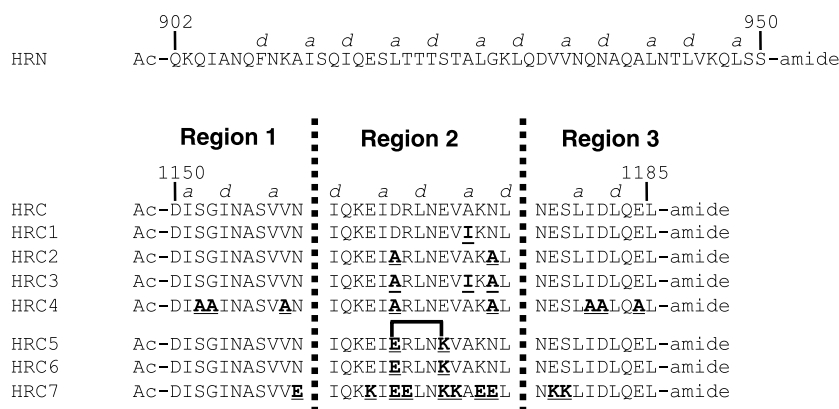 902 950
d a d a d a d a d a d a
HRN Ac-QKQIANQFNKAISQIQESLTTTSTALGKLQDVVNQNAQALNTLVKQLSS-amide
Region 1 Region 2 Region 3
1150 1185
a d a d a d a d a d
HRC Ac-DISGINASVVN IQKEIDRLNEVAKNL NESLIDLQEL-amide
HRC1 Ac-DISGINASVVN IQKEIDRLNEVIKNL NESLIDLQEL-amide
HRC2 Ac-DISGINASVVN IQKEIARLNEVAKAL NESLIDLQEL-amide
HRC3 Ac-DISGINASVVN IQKEIARLNEVIKAL NESLIDLQEL-amide
HRC4 Ac-DIAAINASVAN IQKEIARLNEVAKAL NESLAALQAL-amide
HRC5 Ac-DISGINASVVN IQKEIERLNKVAKNL NESLIDLQEL-amide
HRC6 Ac-DISGINASVVN IQKEIERLNKVAKNL NESLIDLQEL-amide
HRC7 Ac-DISGINASVVE IQKKIEELNKKAEEL NKKLIDLQEL-amide